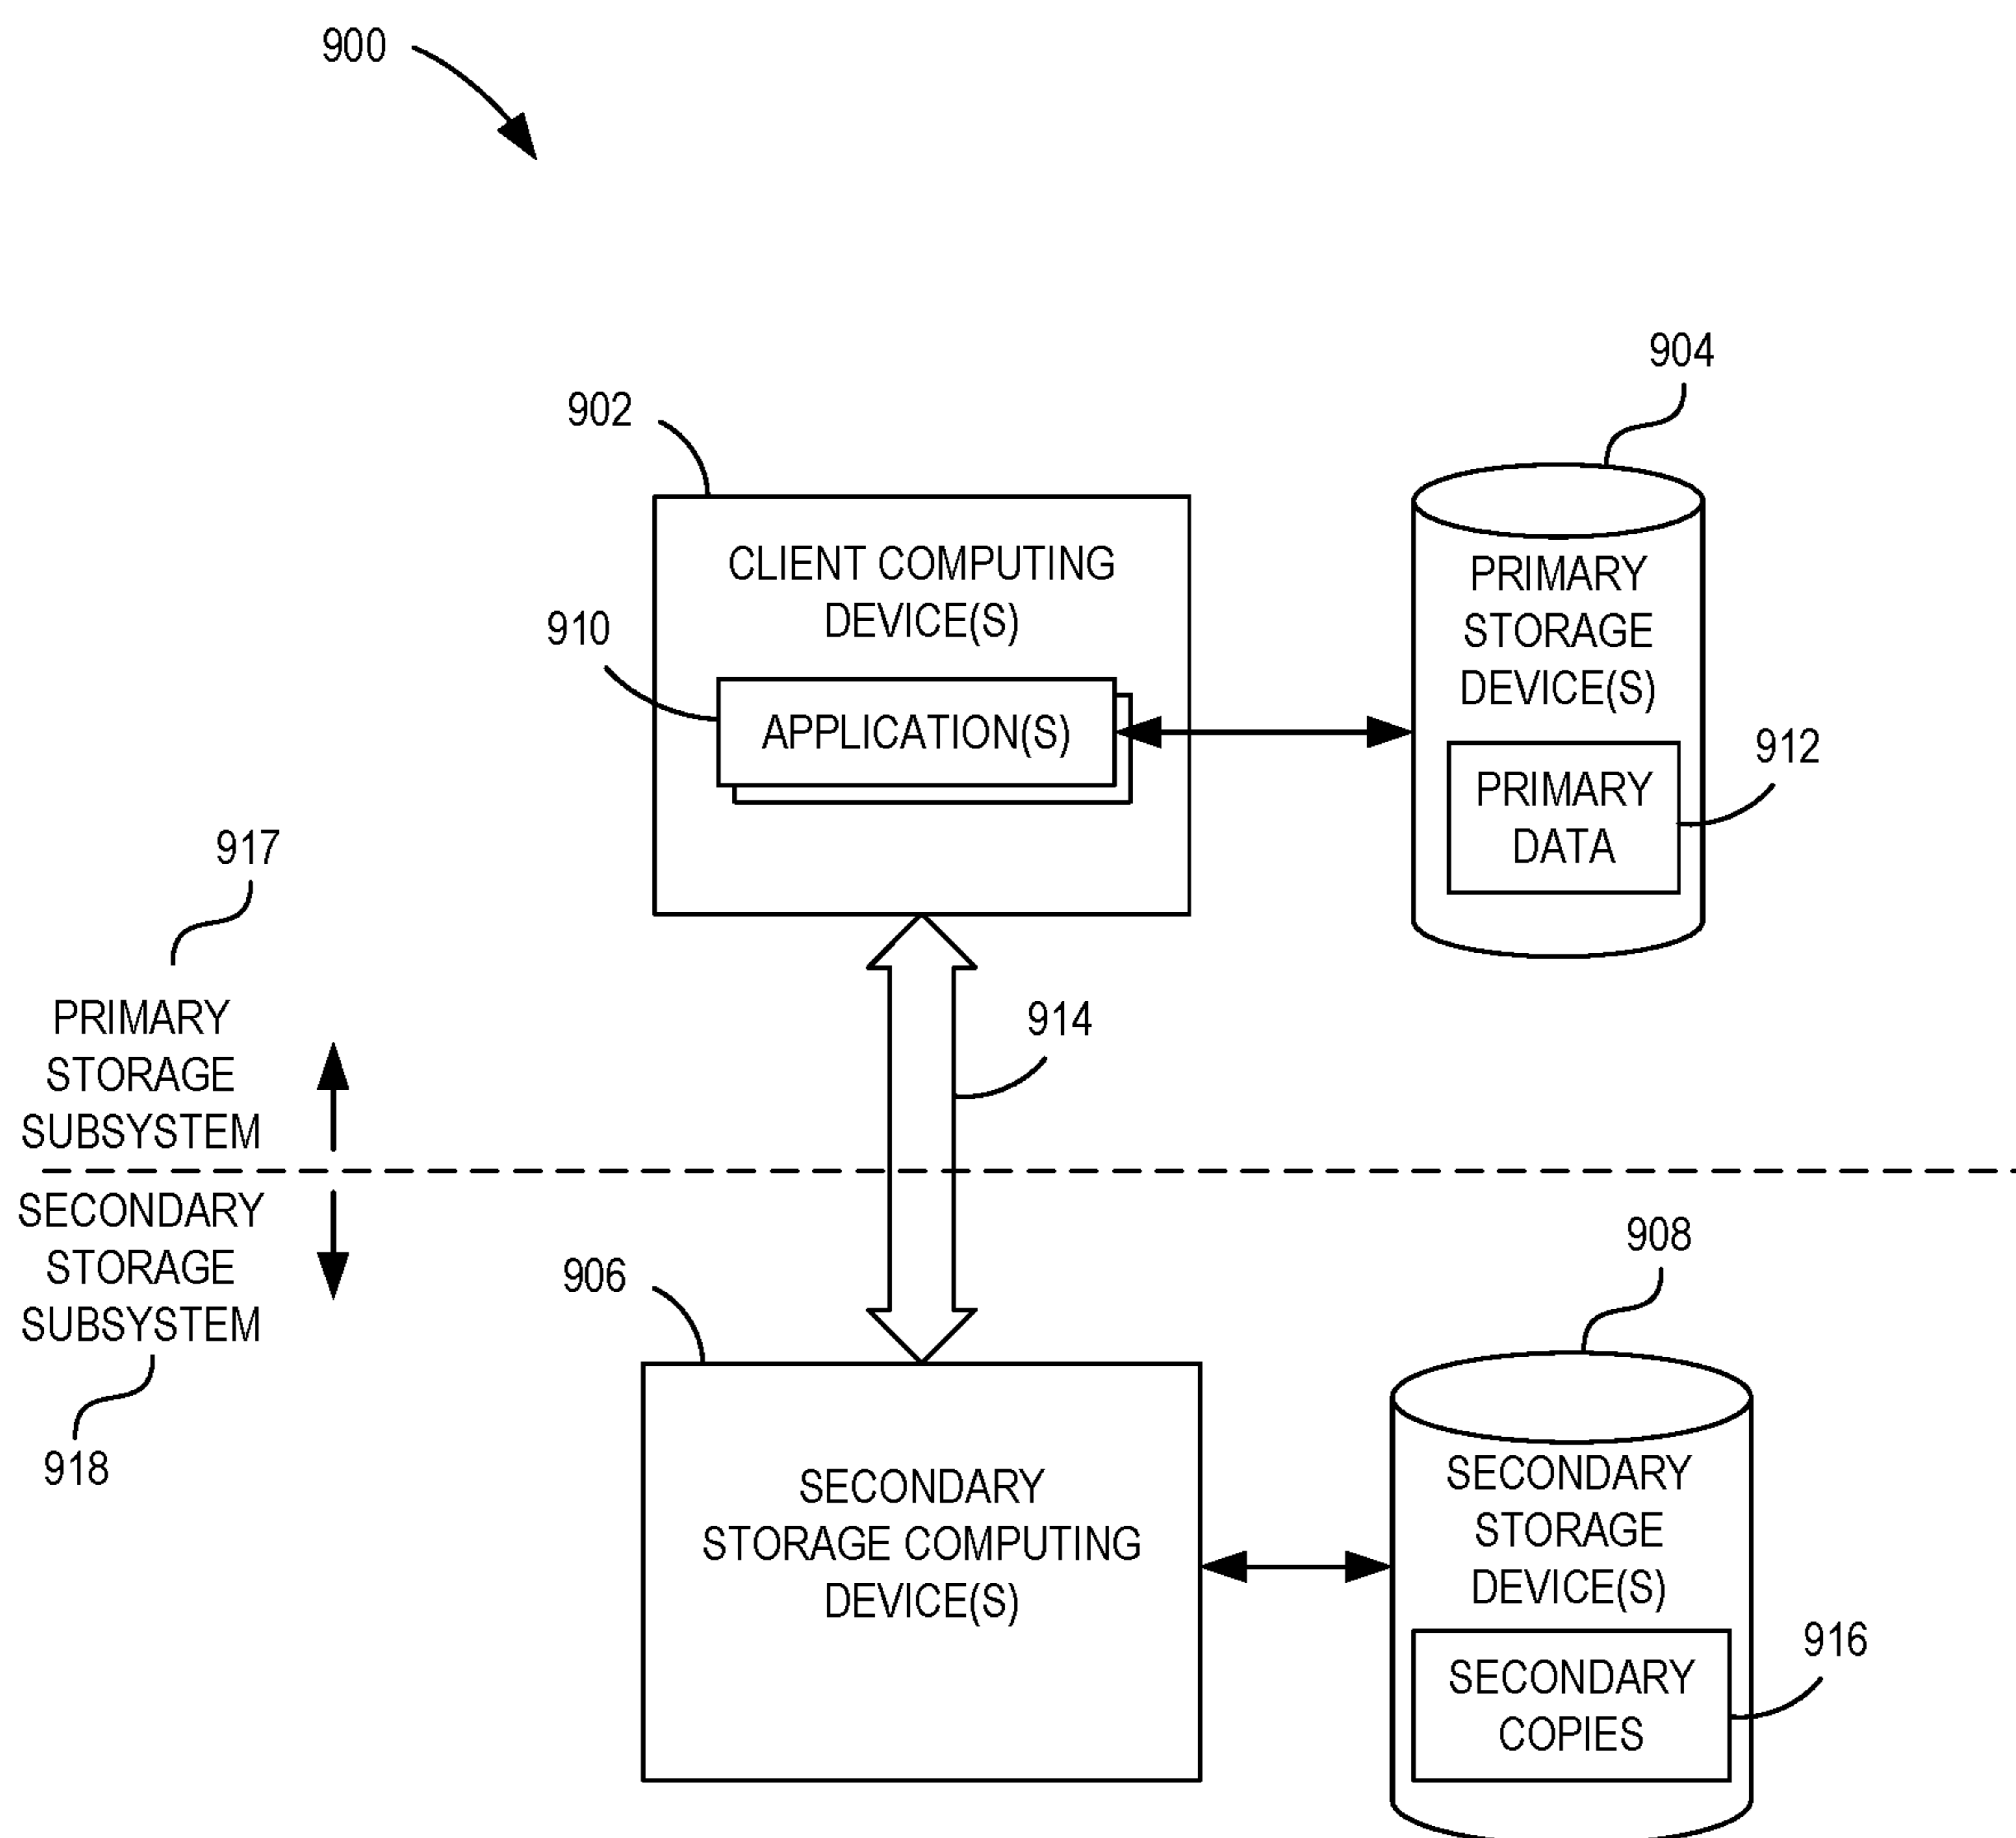 900
904
902
CLIENT COMPUTING
DEVICE(S)
910
APPLICATION(S)
PRIMARY
STORAGE
DEVICE(S)
912
PRIMARY
DATA
917
PRIMARY
STORAGE
SUBSYSTEM
914
SECONDARY
STORAGE
SUBSYSTEM
918
906
SECONDARY
STORAGE COMPUTING
DEVICE(S)
908
SECONDARY
STORAGE
DEVICE(S)
916
SECONDARY
COPIES